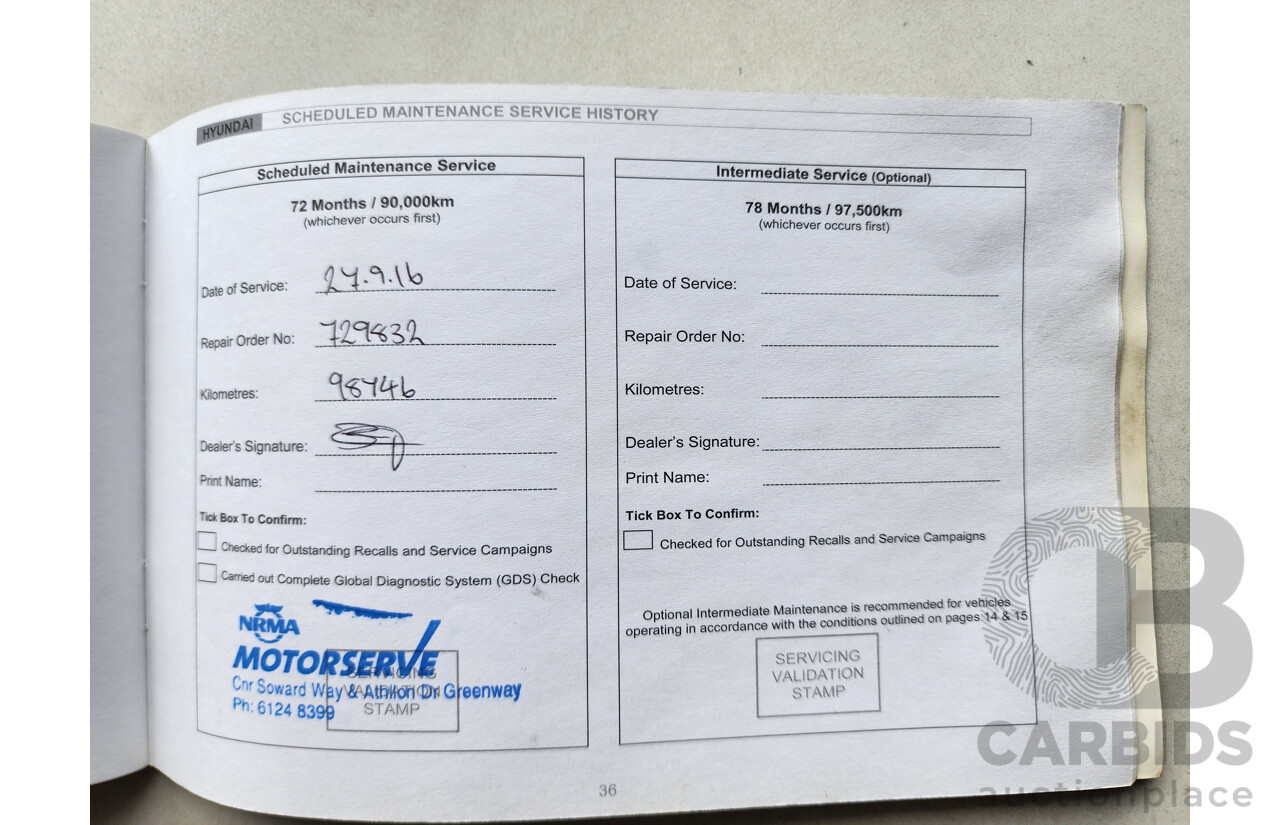 HYUNDAI
SCHEDULED MAINTENANCE SERVICE HISTORY
Scheduled Maintenance Service
72 Months / 90,000km
(whichever occurs first)
Date of Service: 27.9.16
Repair Order No: 729832
Kilometres: 98746
Dealer's Signature:
Print Name:
Tick Box To Confirm:
Checked for Outstanding Recalls and Service Campaigns
Carried out Complete Global Diagnostic System (GDS) Check
NRMA
MOTORSERVE
Cnr Soward Way & Athllon Dr Greenway
Ph: 6124 8399
SERVICING
VALIDATION
STAMP
Intermediate Service (Optional)
78 Months / 97,500km
(whichever occurs first)
Date of Service:
Repair Order No:
Kilometres:
Dealer's Signature:
Print Name:
Tick Box To Confirm:
Checked for Outstanding Recalls and Service Campaigns
Optional Intermediate Maintenance is recommended for vehicles
operating in accordance with the conditions outlined on pages 14 & 15
SERVICING
VALIDATION
STAMP
36
CB
CARBIDS
auctionplace